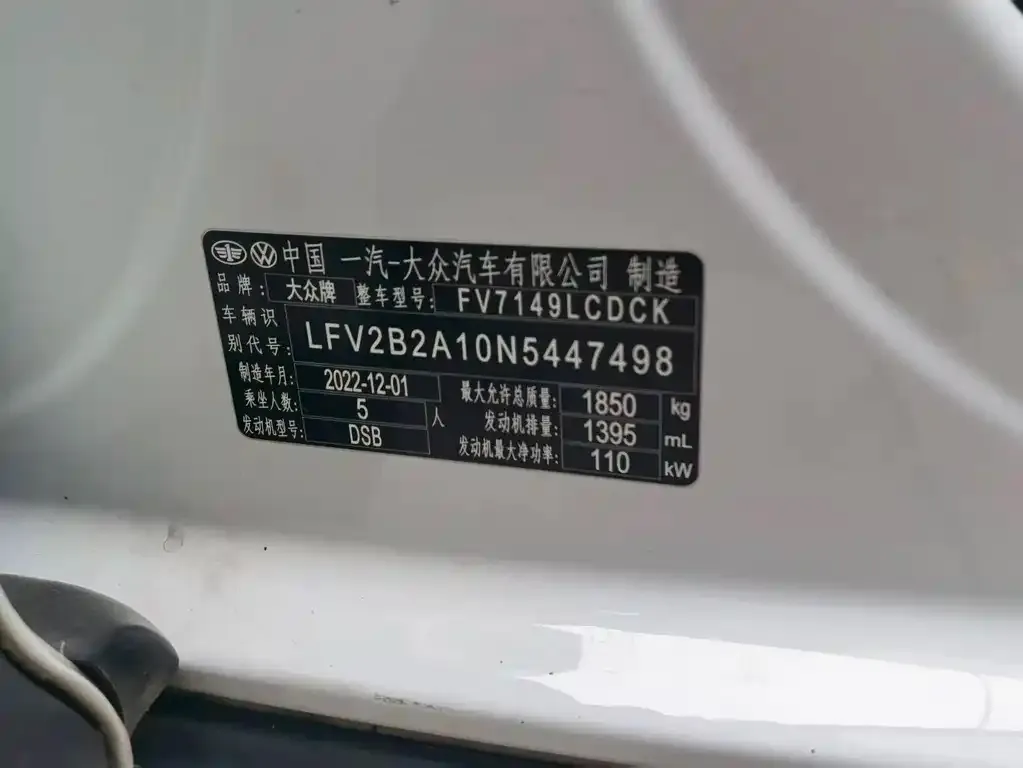 中国 一汽-大众汽车有限公司 制造
品牌: 大众牌 整车型号: FV7149LCDCK
车辆识别代号: LFV2B2A10N5447498
制造年月: 2022-12-01 最大允许总质量: 1850 kg
乘坐人数: 5 人 发动机排量: 1395 mL
发动机型号: DSB 发动机最大净功率: 110 kW